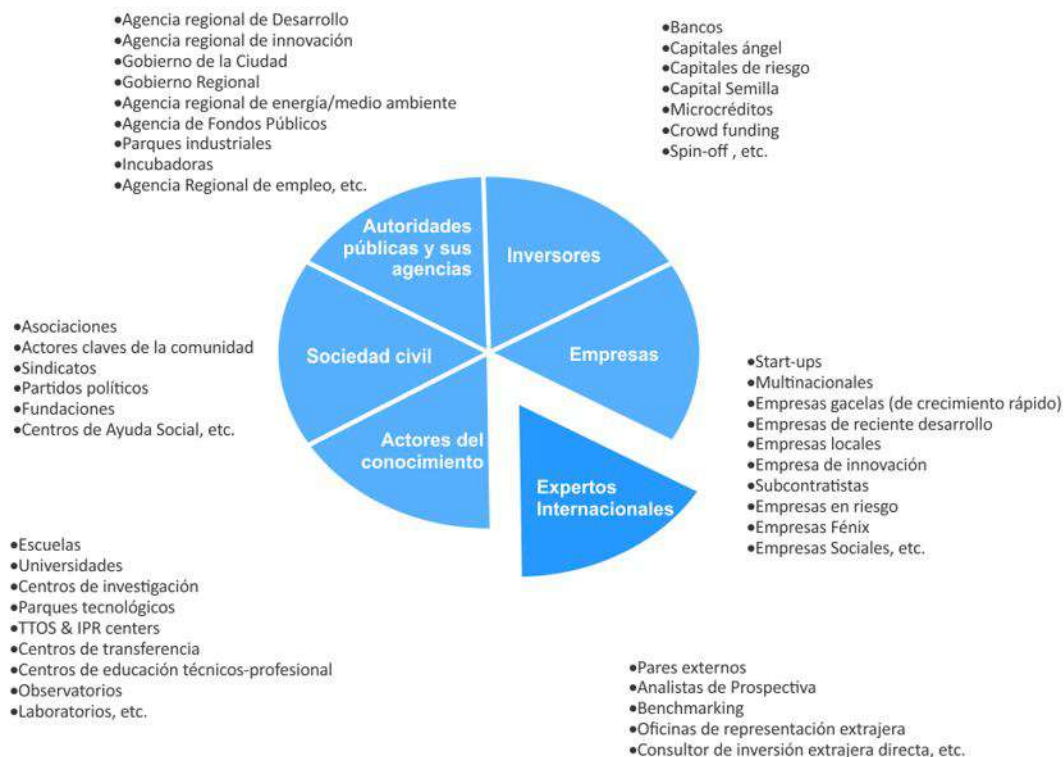 •Agencia regional de Desarrollo
•Agencia regional de innovación
•Gobierno de la Ciudad
•Gobierno Regional
•Agencia regional de energía/medio ambiente
•Agencia de Fondos Públicos
•Parques industriales
•Incubadoras
•Agencia Regional de empleo, etc.
•Bancos
•Capitales ángel
•Capitales de riesgo
•Capital Semilla
•Microcréditos
•Crowd funding
•Spin-off , etc.
Autoridades
públicas y sus
agencias
Inversores
Sociedad civil
Empresas
Actores del
conocimiento
Expertos
Internacionales
•Asociaciones
•Actores claves de la comunidad
•Sindicatos
•Partidos políticos
•Fundaciones
•Centros de Ayuda Social, etc.
•Start-ups
•Multinacionales
•Empresas gacelas (de crecimiento rápido)
•Empresas de reciente desarrollo
•Empresas locales
•Empresa de innovación
•Subcontratistas
•Empresas en riesgo
•Empresas Fénix
•Empresas Sociales, etc.
•Escuelas
•Universidades
•Centros de investigación
•Parques tecnológicos
•TTOS & IPR centers
•Centros de transferencia
•Centros de educación técnicos-profesional
•Observatorios
•Laboratorios, etc.
•Pares externos
•Analistas de Prospectiva
•Benchmarking
•Oficinas de representación extrajera
•Consultor de inversión extrajera directa, etc.